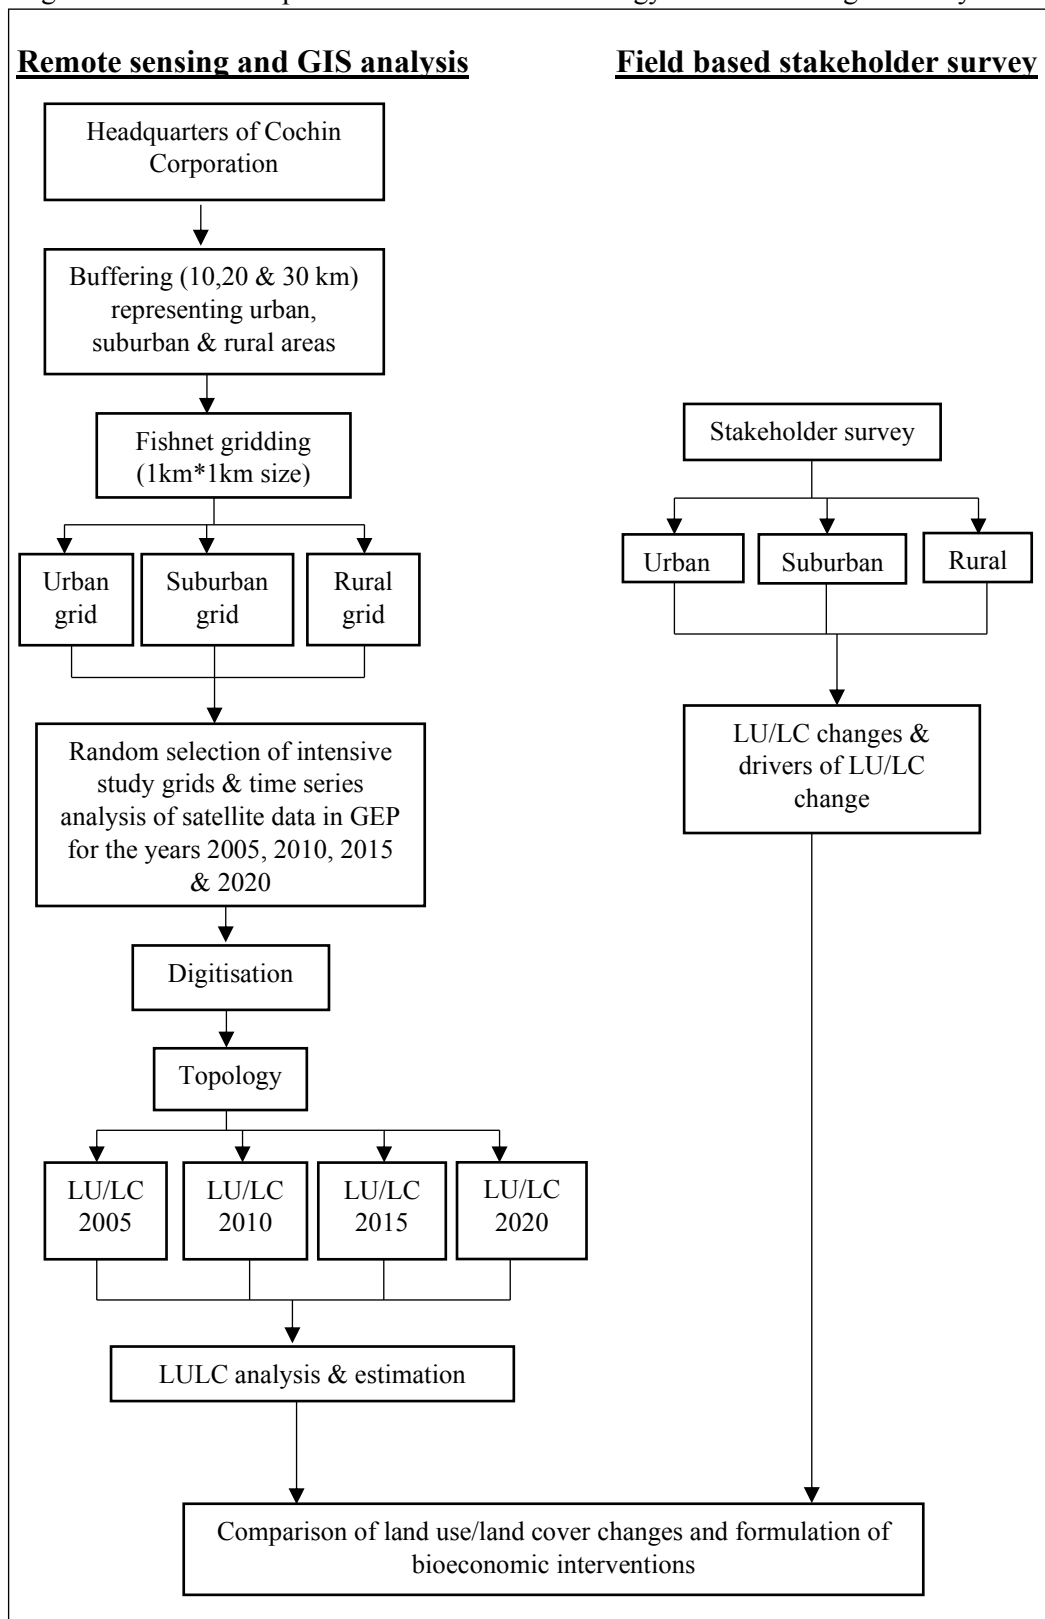 Remote sensing and GIS analysis
Headquarters of Cochin
Corporation
Buffering (10,20 & 30 km)
representing urban,
suburban & rural areas
Fishnet gridding
(1km*1km size)
Urban
grid
Suburban
grid
Rural
grid
Random selection of intensive
study grids & time series
analysis of satellite data in GEP
for the years 2005, 2010, 2015
& 2020
Digitisation
Topology
LU/LC
2005
LU/LC
2010
LU/LC
2015
LU/LC
2020
LULC analysis & estimation
Field based stakeholder survey
Stakeholder survey
Urban
Suburban
Rural
LU/LC changes &
drivers of LU/LC
change
Comparison of land use/land cover changes and formulation of
bioeconomic interventions